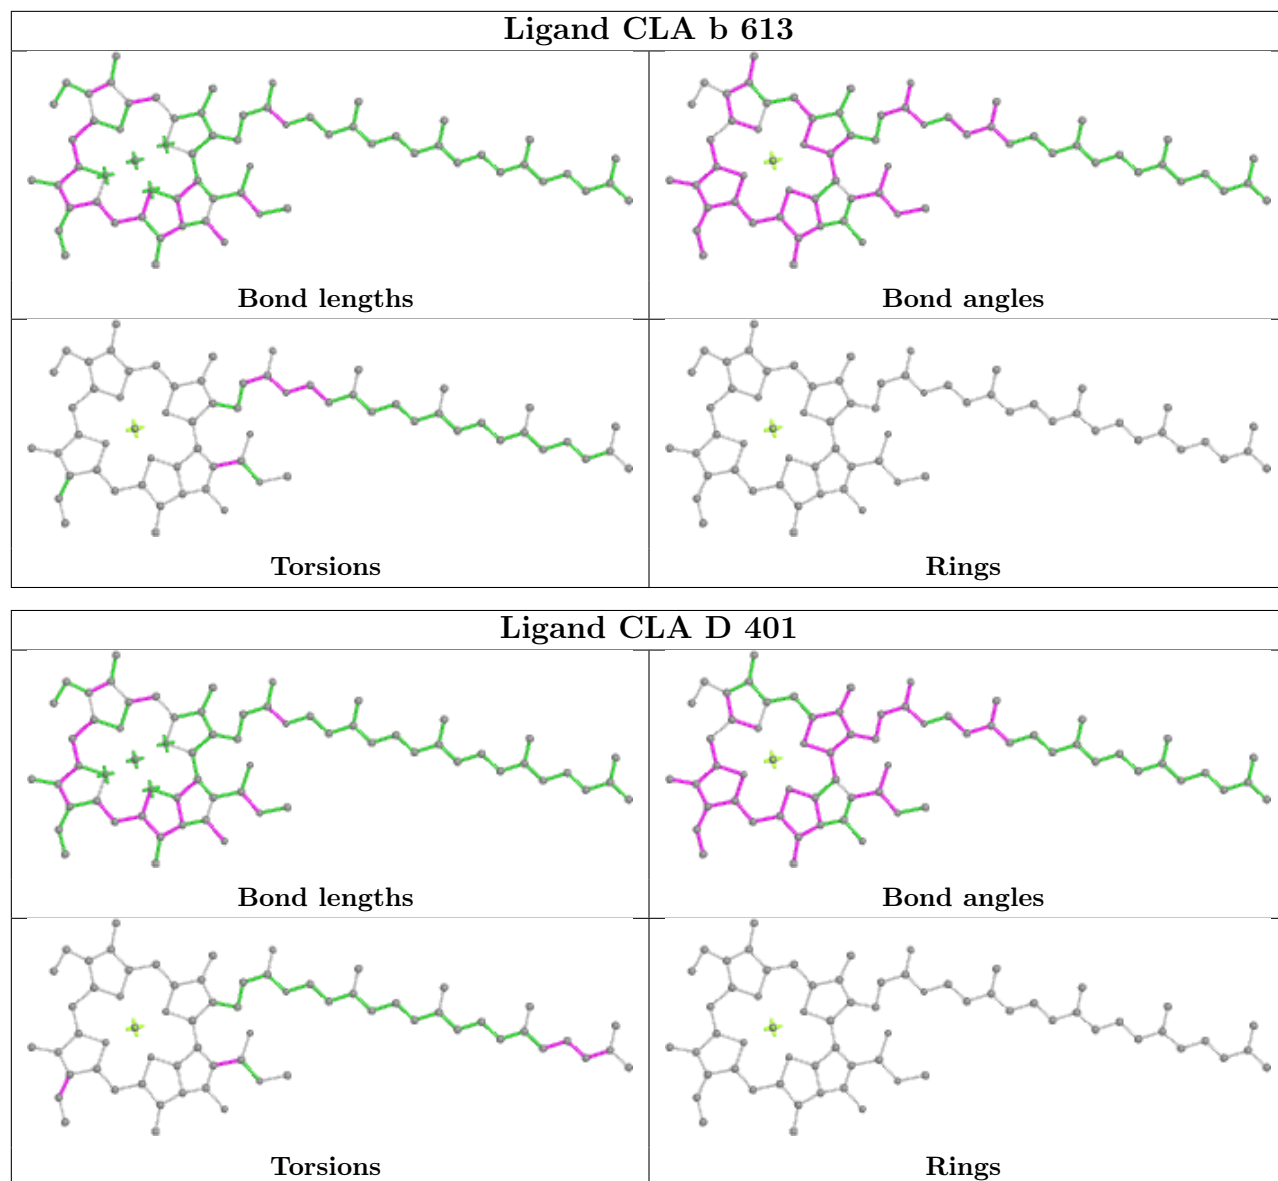 Ligand CLA b 613
Bond lengths
Bond angles
Torsions
Rings
Ligand CLA D 401
Bond lengths
Bond angles
Torsions
Rings